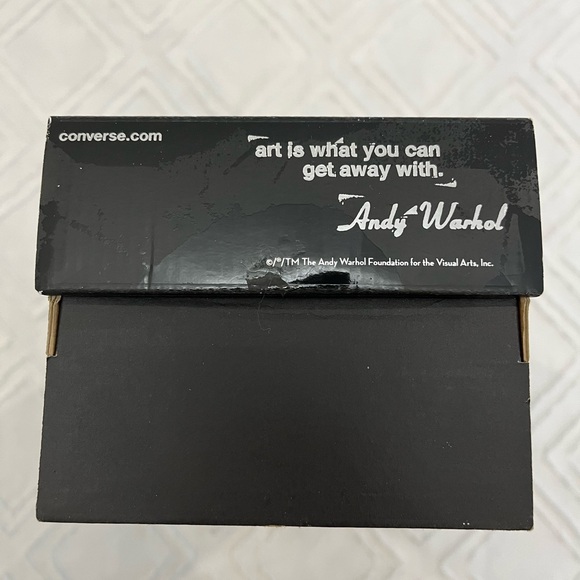 converse.com
art is what you can
get away with.
Andy Warhol
©/®/TM The Andy Warhol Foundation for the Visual Arts, Inc.